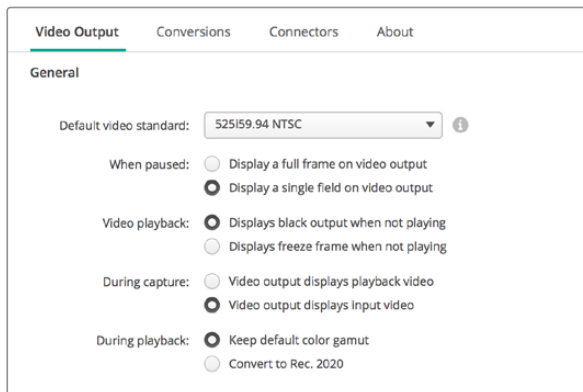 Video Output Conversions Connectors About
General
Default video standard: 525i59.94 NTSC
When paused: Display a full frame on video output
Display a single field on video output
Video playback: Displays black output when not playing
Displays freeze frame when not playing
During capture: Video output displays playback video
Video output displays input video
During playback: Keep default color gamut
Convert to Rec. 2020